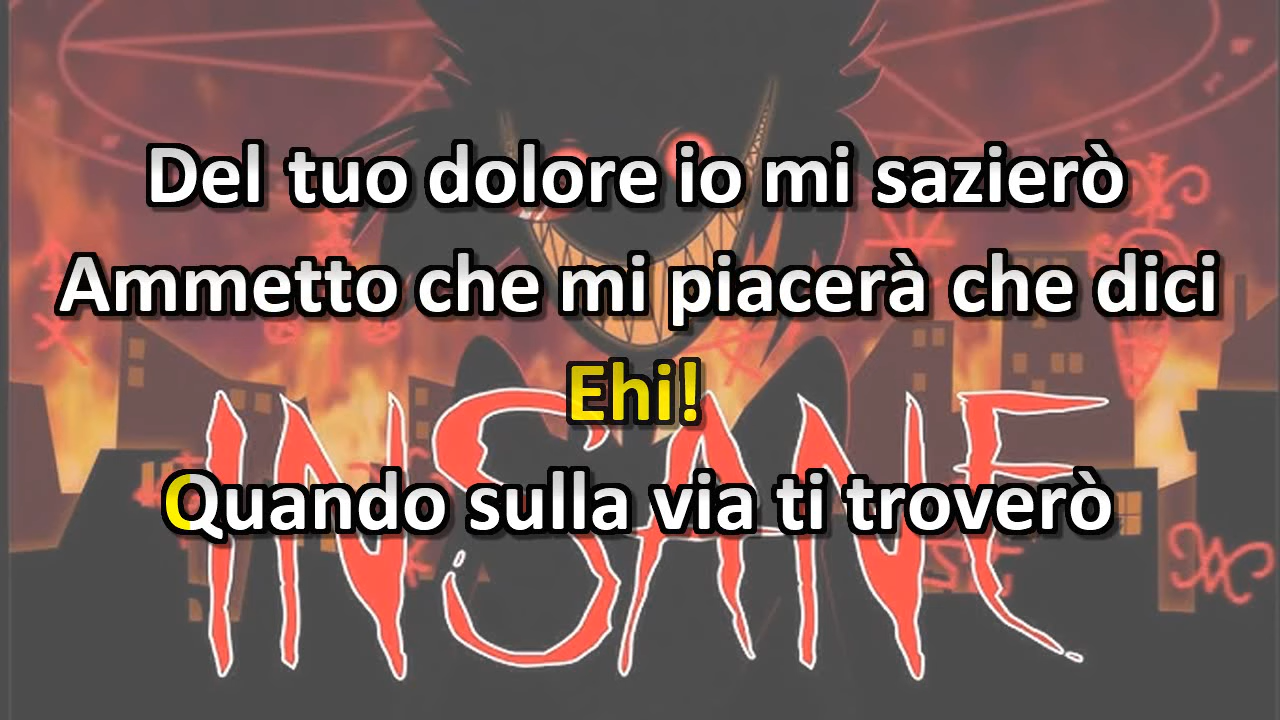 Del tuo dolore io mi sazierò
Ammetto che mi piacerà che dici
Ehi!
Quando sulla via ti troverò
INSANE